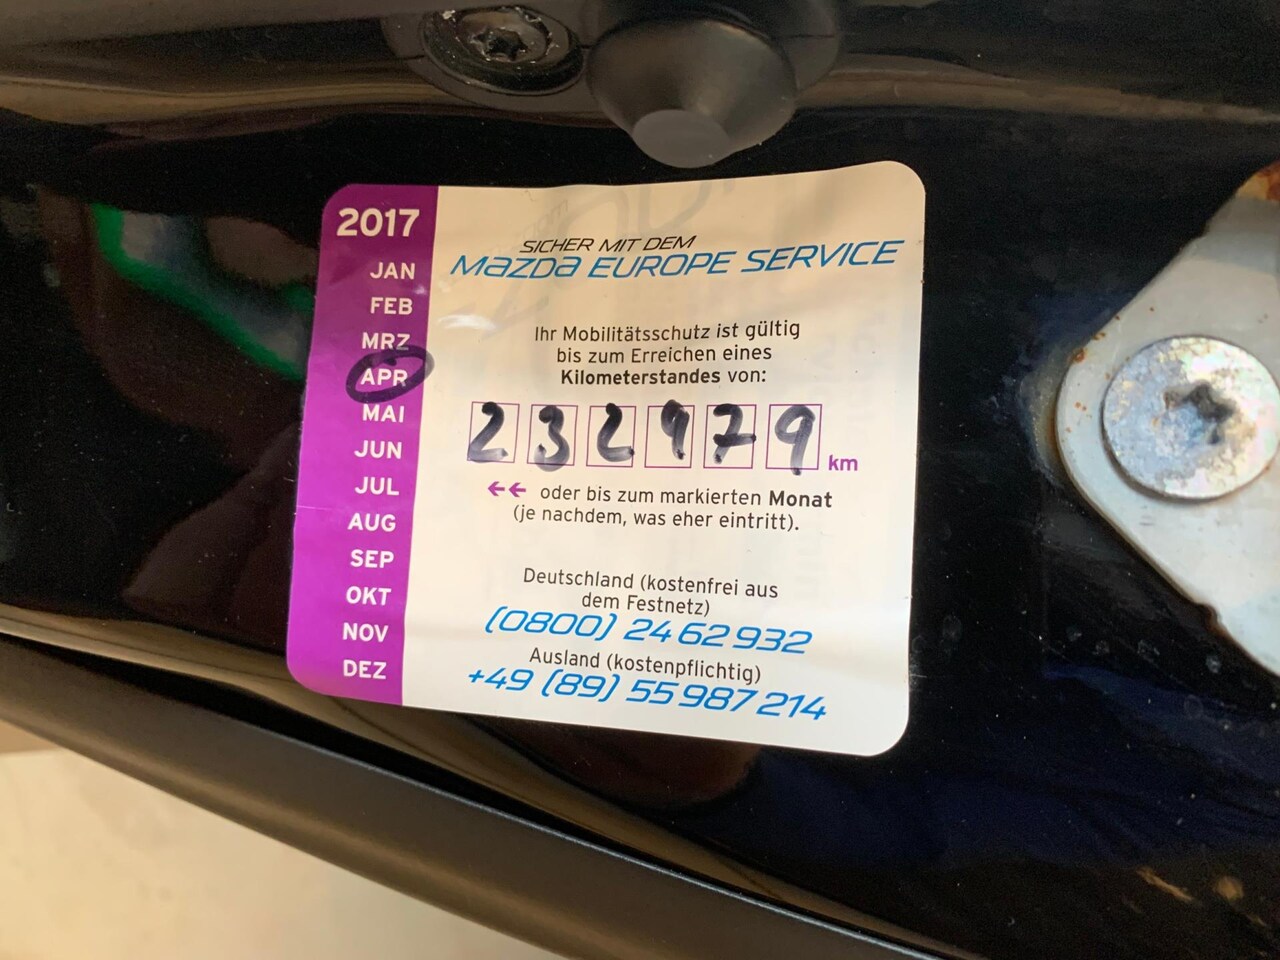 2017
JAN
FEB
MRZ
APR
MAI
JUN
JUL
AUG
SEP
OKT
NOV
DEZ
SICHER MIT DEM
mazda EUROPE SERVICE
Ihr Mobilitätsschutz ist gültig
bis zum Erreichen eines
Kilometerstandes von:
232979 km
←← oder bis zum markierten Monat
(je nachdem, was eher eintritt).
Deutschland (kostenfrei aus
dem Festnetz)
(0800) 24 62 932
Ausland (kostenpflichtig)
+49 (89) 55 987 214